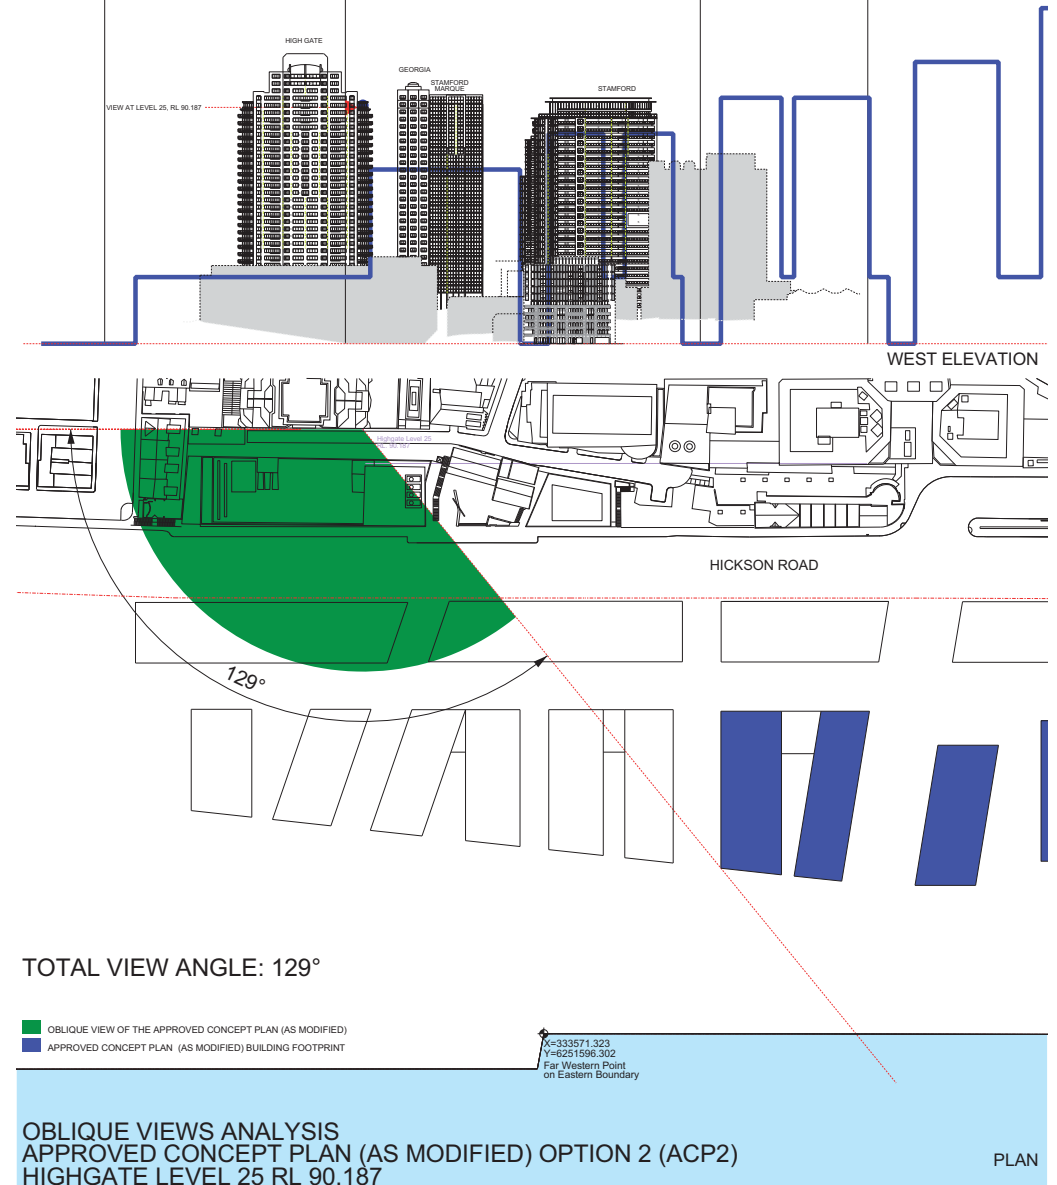 HIGH GATE
GEORGIA
STAMFORD
MARQUE
STAMFORD
VIEW AT LEVEL 25, RL 90.187
WEST ELEVATION
Highgate Level 25
RL. 90.187
HICKSON ROAD
129°
TOTAL VIEW ANGLE: 129°
OBLIQUE VIEW OF THE APPROVED CONCEPT PLAN (AS MODIFIED)
APPROVED CONCEPT PLAN (AS MODIFIED) BUILDING FOOTPRINT
X=333571.323
Y=6251596.302
Far Western Point
on Eastern Boundary
OBLIQUE VIEWS ANALYSIS
APPROVED CONCEPT PLAN (AS MODIFIED) OPTION 2 (ACP2)
HIGHGATE LEVEL 25 RL 90.187
PLAN